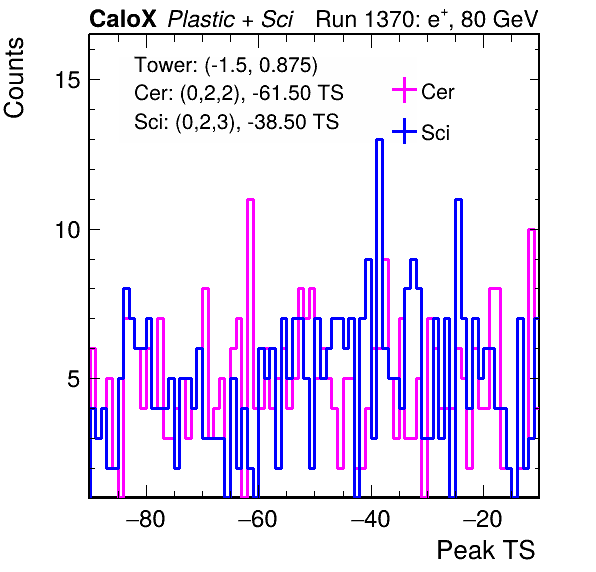 CaloX Plastic + Sci Run 1370: e+, 80 GeV
Counts
15
10
5
Tower: (-1.5, 0.875)
Cer: (0,2,2), -61.50 TS
Sci: (0,2,3), -38.50 TS
Cer
Sci
−80 −60 −40 −20
Peak TS